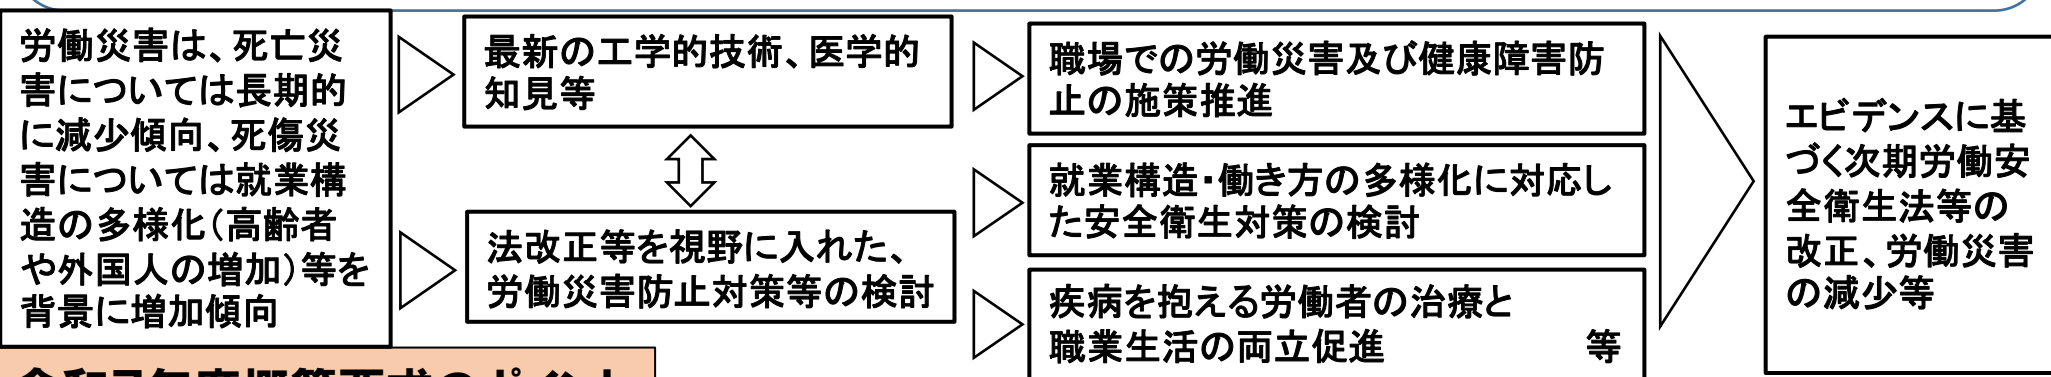 労働災害は、死亡災
害については長期的
に減少傾向、死傷災
害については就業構
造の多様化（高齢者
や外国人の増加）等を
背景に増加傾向
最新の工学的技術、医学的
知見等
法改正等を視野に入れた、
労働災害防止対策等の検討
職場での労働災害及び健康障害防
止の施策推進
就業構造・働き方の多様化に対応し
た安全衛生対策の検討
疾病を抱える労働者の治療と
職業生活の両立促進　　　　　　等
エビデンスに基
づく次期労働安
全衛生法等の
改正、労働災害
の減少等